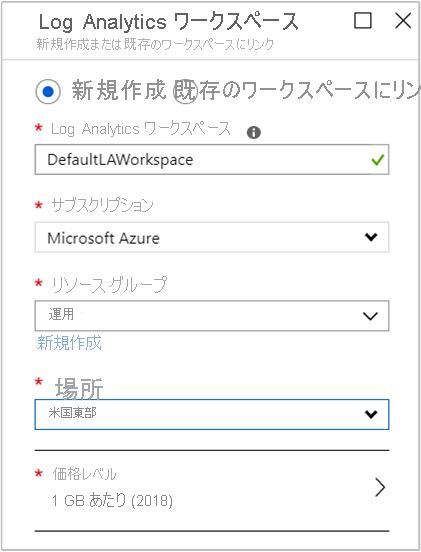 Log Analytics ワークスペース
新規作成または既存のワークスペースにリンク
新規作成 既存のワークスペースにリン
* Log Analytics ワークスペース
DefaultLAWorkspace
* サブスクリプション
Microsoft Azure
* リソース グループ
運用
新規作成
* 場所
米国東部
* 価格レベル
1 GB あたり (2018)